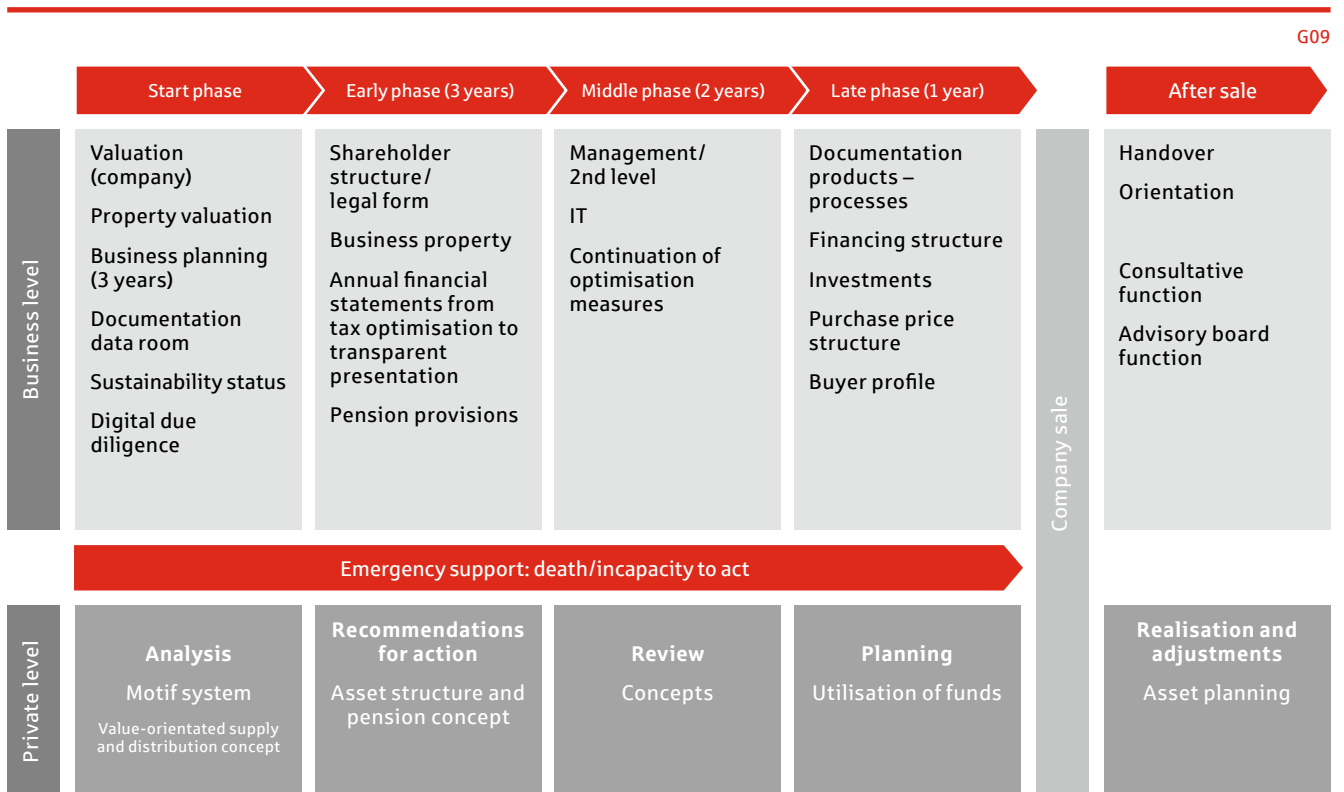 G09
Start phase
Early phase (3 years)
Middle phase (2 years)
Late phase (1 year)
After sale
Business level
Valuation
(company)
Property valuation
Business planning
(3 years)
Documentation
data room
Sustainability status
Digital due
diligence
Shareholder
structure/
legal form
Business property
Annual financial
statements from
tax optimisation to
transparent
presentation
Pension provisions
Management/
2nd level
IT
Continuation of
optimisation
measures
Documentation
products –
processes
Financing structure
Investments
Purchase price
structure
Buyer profile
Company sale
Handover
Orientation
Consultative
function
Advisory board
function
Emergency support: death/incapacity to act
Private level
Analysis
Motif system
Value-orientated supply
and distribution concept
Recommendations
for action
Asset structure and
pension concept
Review
Concepts
Planning
Utilisation of funds
Realisation and
adjustments
Asset planning